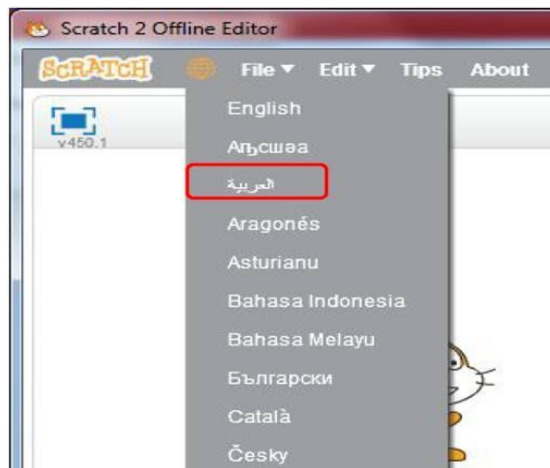 Scratch 2 Offline Editor
SCRATCH File ▼ Edit ▼ Tips About
v450.1
English
Аҧсшәа
العربية
Aragonés
Asturianu
Bahasa Indonesia
Bahasa Melayu
Български
Català
Česky